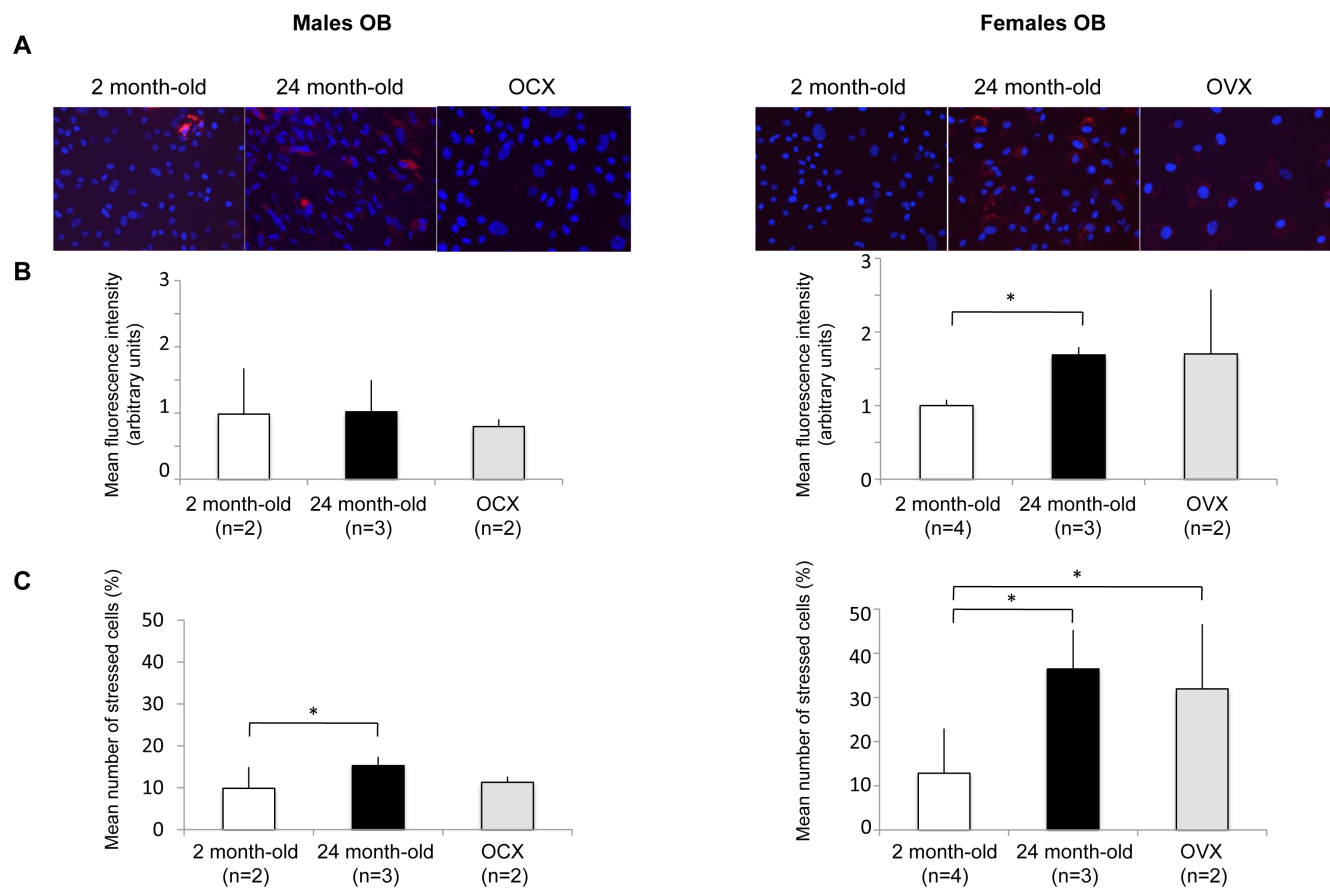 Males OB
Females OB
A
2 month-old
24 month-old
OCX
2 month-old
24 month-old
OVX
B
Mean fluorescence intensity
(arbitrary units)
3
2
1
0
2 month-old
(n=2)
24 month-old
(n=3)
OCX
(n=2)
Mean fluorescence intensity
(arbitrary units)
3
2
1
0
*
2 month-old
(n=4)
24 month-old
(n=3)
OVX
(n=2)
C
Mean number of stressed cells (%)
50
40
30
20
10
0
*
2 month-old
(n=2)
24 month-old
(n=3)
OCX
(n=2)
Mean number of stressed cells (%)
50
40
30
20
10
0
*
*
2 month-old
(n=4)
24 month-old
(n=3)
OVX
(n=2)